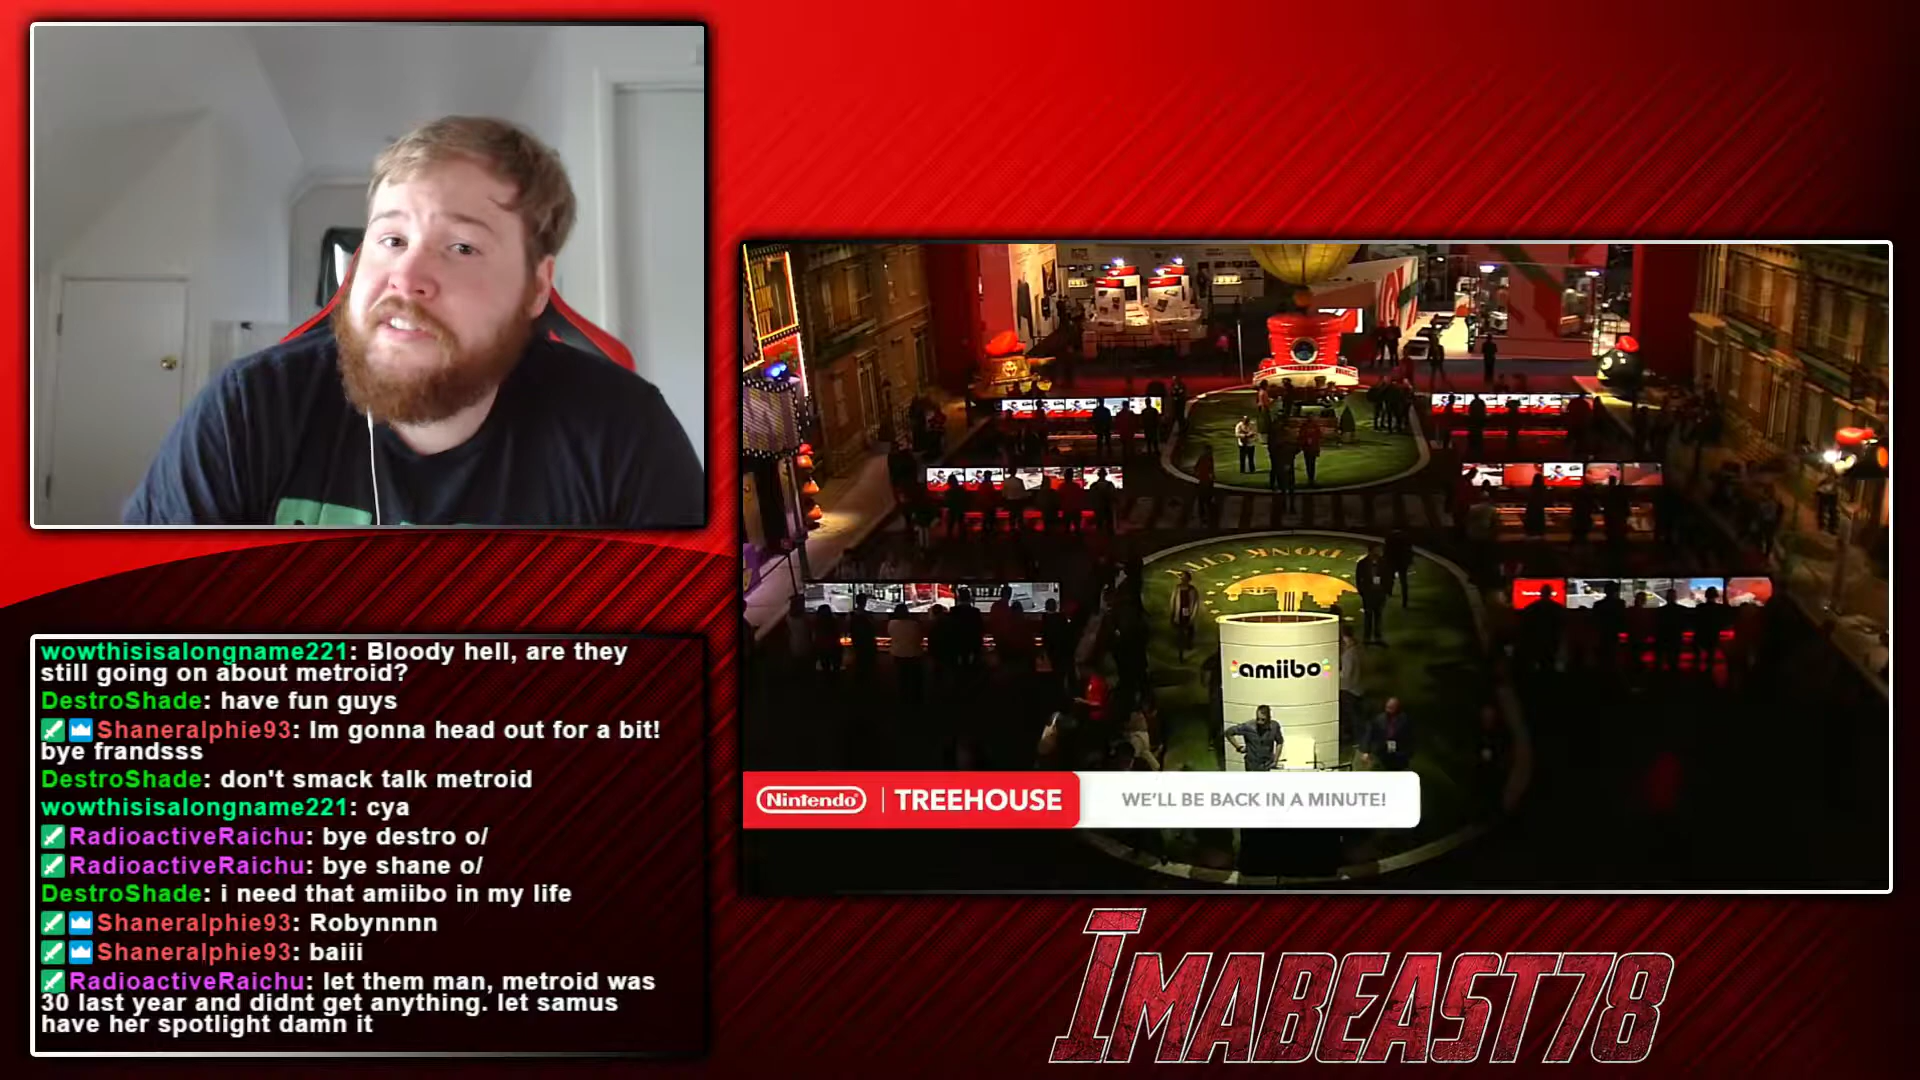 wowthisisalongname221: Bloody hell, are they
still going on about metroid?
DestroShade: have fun guys
Shaneralphie93: Im gonna head out for a bit!
bye frandsss
DestroShade: don't smack talk metroid
wowthisisalongname221: cya
RadioactiveRaichu: bye destro o/
RadioactiveRaichu: bye shane o/
DestroShade: i need that amiibo in my life
Shaneralphie93: Robynnnn
Shaneralphie93: baiii
RadioactiveRaichu: let them man, metroid was
30 last year and didnt get anything. let samus
have her spotlight damn it
DONK CITY
amiibo
Nintendo | TREEHOUSE WE'LL BE BACK IN A MINUTE!
IMABEAST78